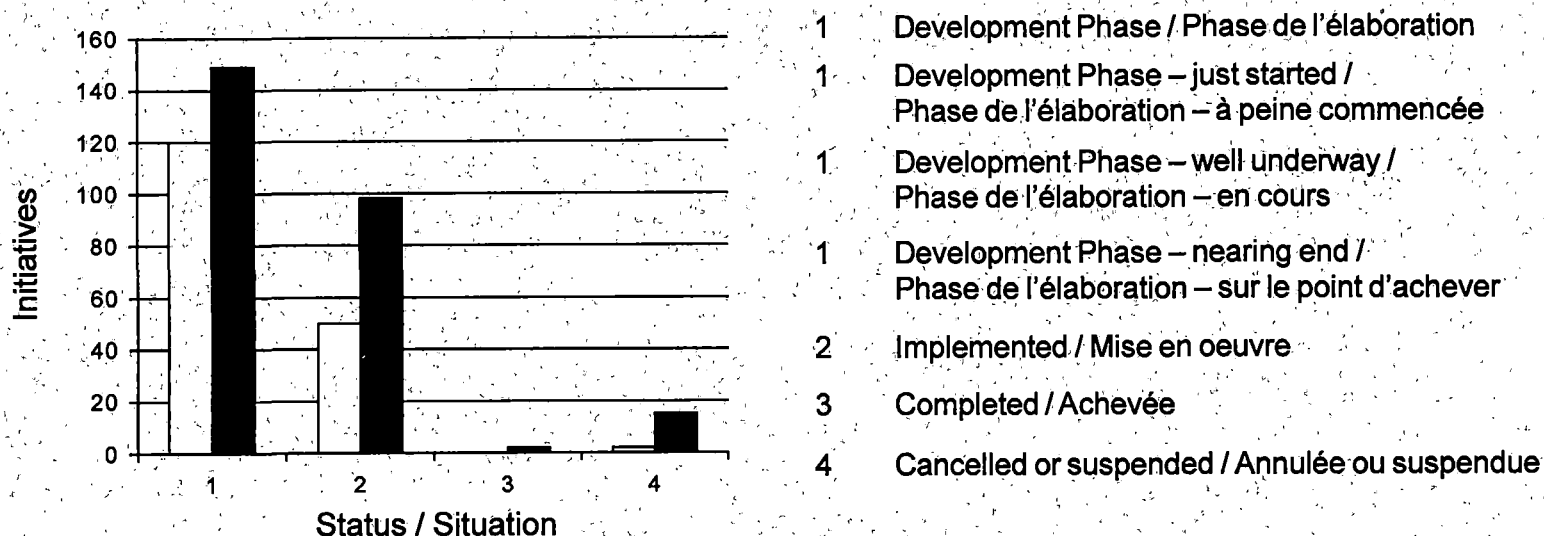 160
140
120
100
80
60
40
20
0
Initiatives
1 2 3 4
Status / Situation
1 Development Phase / Phase de l'élaboration
1 Development Phase – just started /
Phase de l'élaboration – à peine commencée
1 Development Phase – well underway /
Phase de l'élaboration – en cours
1 Development Phase – nearing end /
Phase de l'élaboration – sur le point d'achever
2 Implemented / Mise en oeuvre
3 Completed / Achevée
4 Cancelled or suspended / Annulée ou suspendue